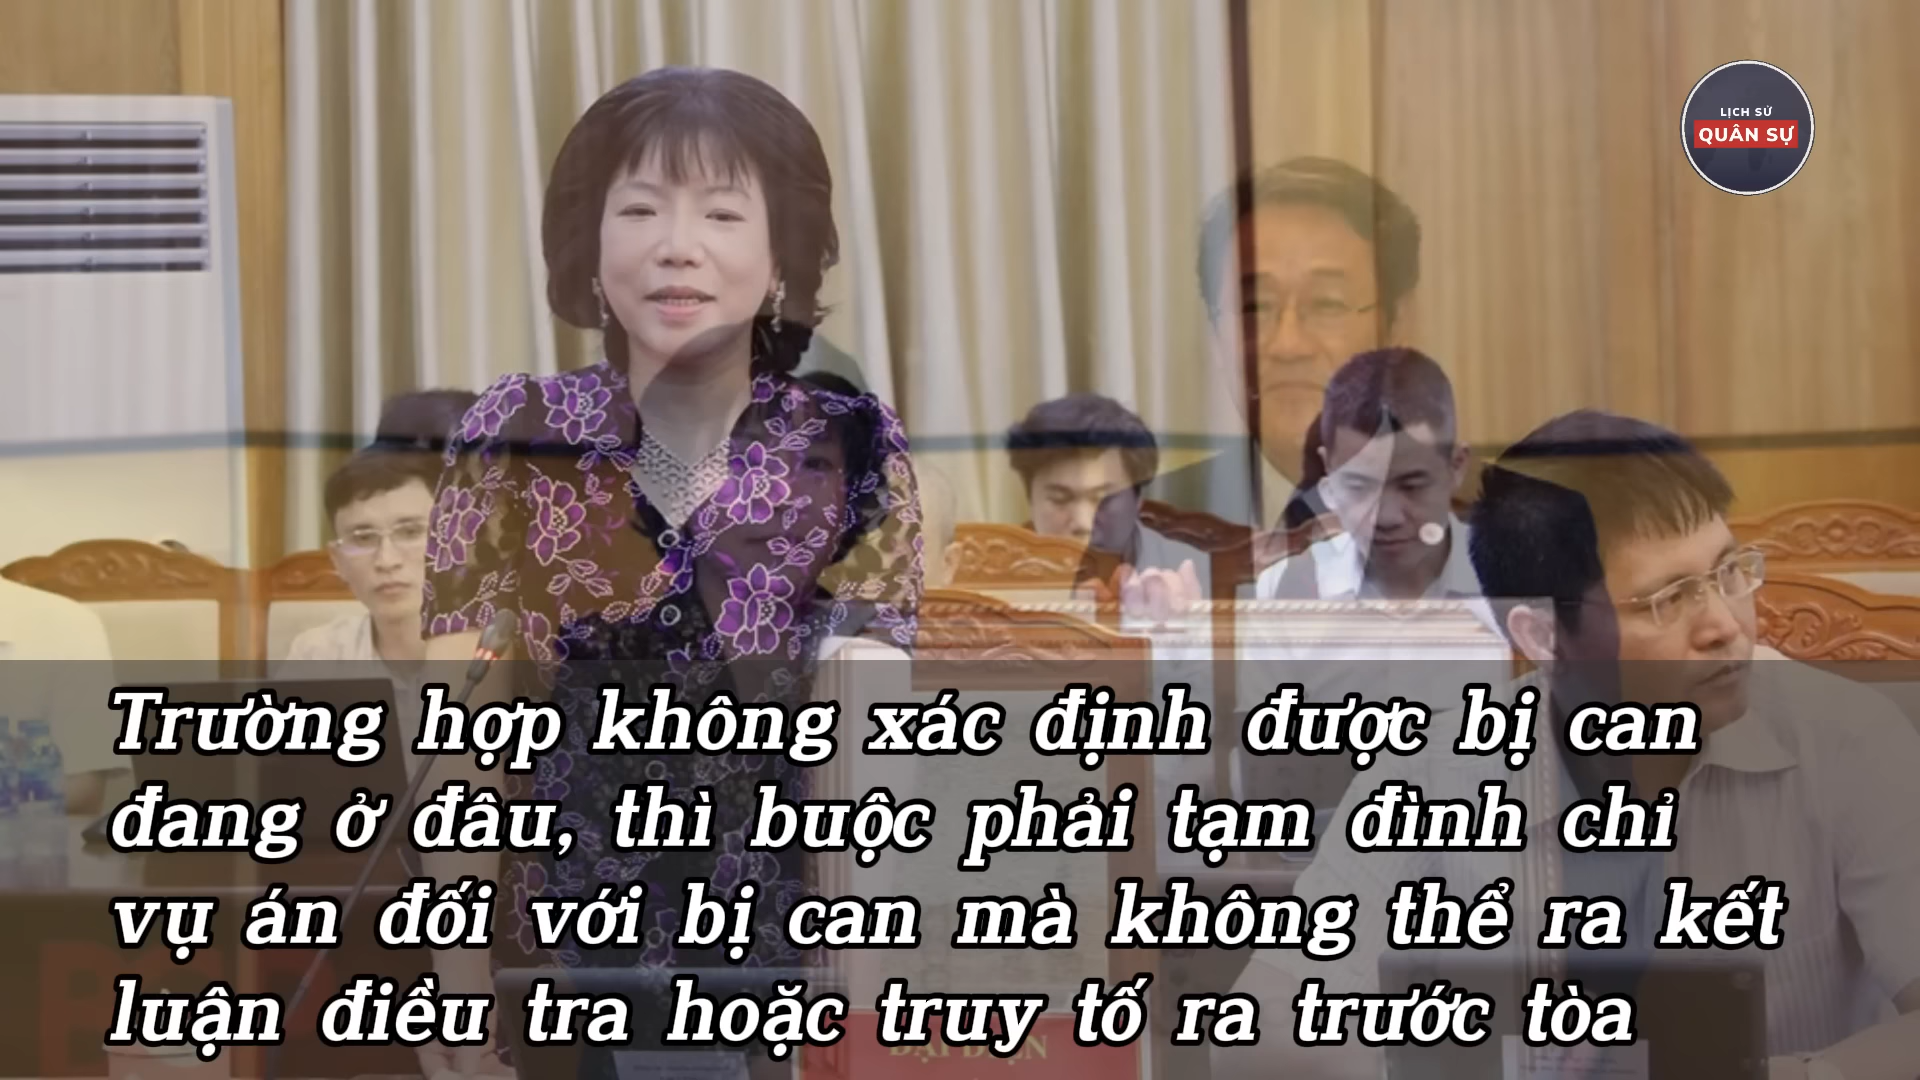 LỊCH SỬ
QUÂN SỰ
Trường hợp không xác định được bị can
đang ở đâu, thì buộc phải tạm đình chỉ
vụ án đối với bị can mà không thể ra kết
luận điều tra hoặc truy tố ra trước tòa
ĐẠI DIỆN